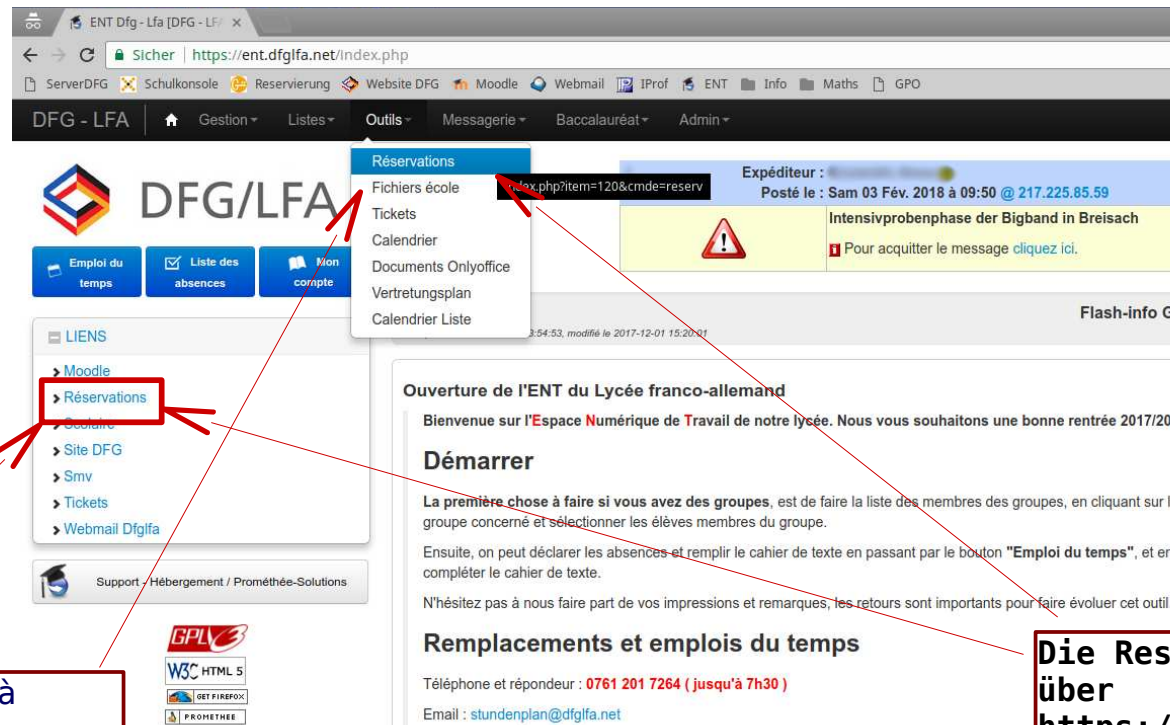 ENT Dfg - Lfa [DFG - LF
Sicher | https://ent.dfglfa.net/index.php
ServerDFG Schulkonsole Reservierung Website DFG Moodle Webmail IProf ENT Info Maths GPO
DFG - LFA Gestion Listes Outils Messagerie Baccalauréat Admin
Réservations
Fichiers école
Tickets
Calendrier
Documents Onlyoffice
Vertretungsplan
Calendrier Liste
index.php?item=120&cmde=reserv
DFG/LFA
Expéditeur :
Posté le : Sam 03 Fév. 2018 à 09:50 @ 217.225.85.59
Intensivprobenphase der Bigband in Breisach
Pour acquitter le message cliquez ici.
Emploi du temps
Liste des absences
Mon compte
Flash-info G
3:54:53, modifié le 2017-12-01 15:20:01
LIENS
Moodle
Réservations
Scolaire
Site DFG
Smv
Tickets
Webmail Dfglfa
Support - Hébergement / Prométhée-Solutions
GPLV3
W3C HTML 5
GET FIREFOX
PROMETHEE
Ouverture de l'ENT du Lycée franco-allemand
Bienvenue sur l'Espace Numérique de Travail de notre lycée. Nous vous souhaitons une bonne rentrée 2017/20
Démarrer
La première chose à faire si vous avez des groupes, est de faire la liste des membres des groupes, en cliquant sur l
groupe concerné et sélectionner les élèves membres du groupe.
Ensuite, on peut déclarer les absences et remplir le cahier de texte en passant par le bouton "Emploi du temps", et en
compléter le cahier de texte.
N'hésitez pas à nous faire part de vos impressions et remarques, les retours sont importants pour faire évoluer cet outil
Remplacements et emplois du temps
Téléphone et répondeur : 0761 201 7264 ( jusqu'à 7h30 )
Email : stundenplan@dfglfa.net
à
Die Res
über
https:/